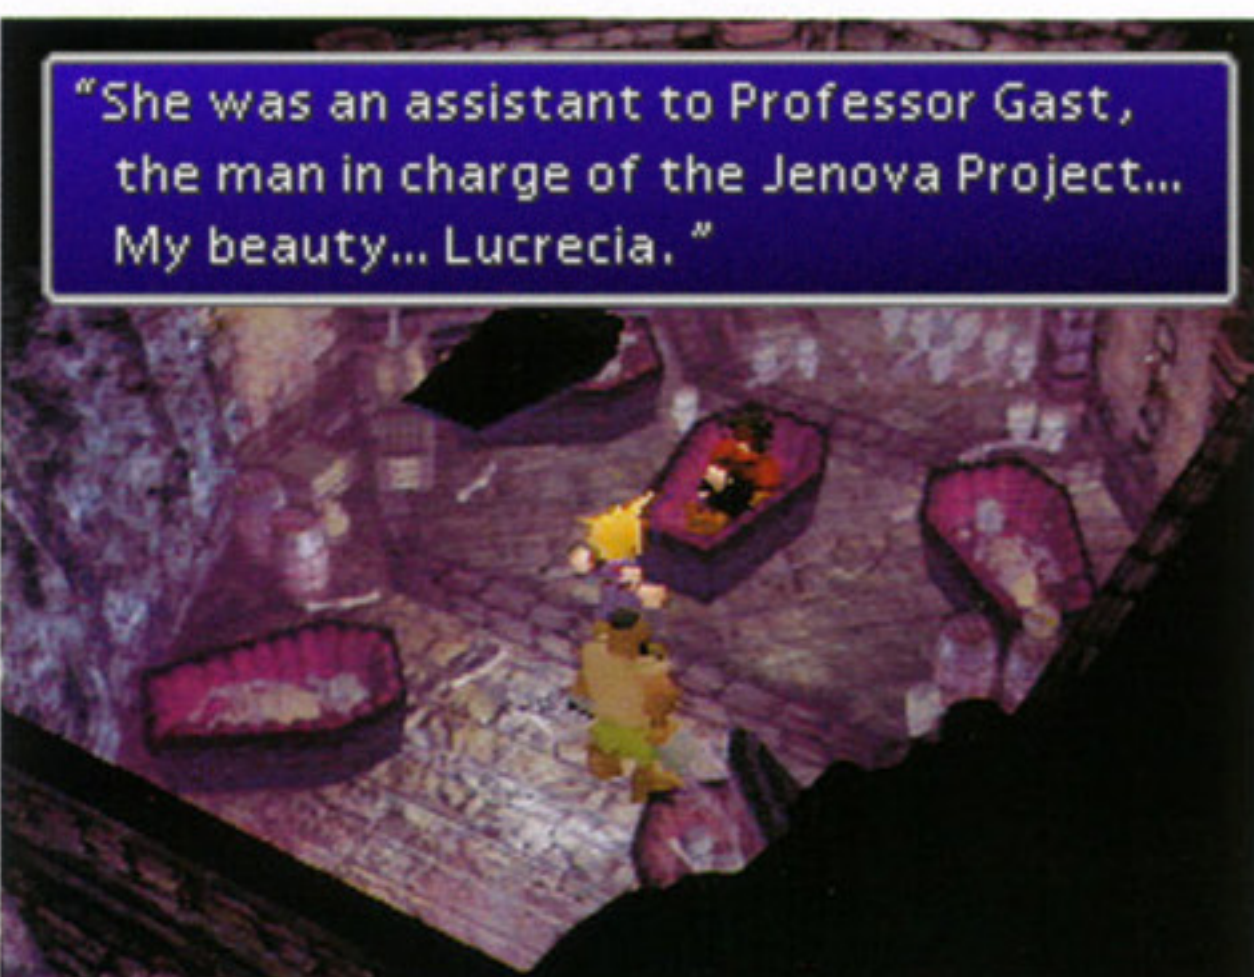 “She was an assistant to Professor Gast,
the man in charge of the Jenova Project...
My beauty... Lucrecia.”